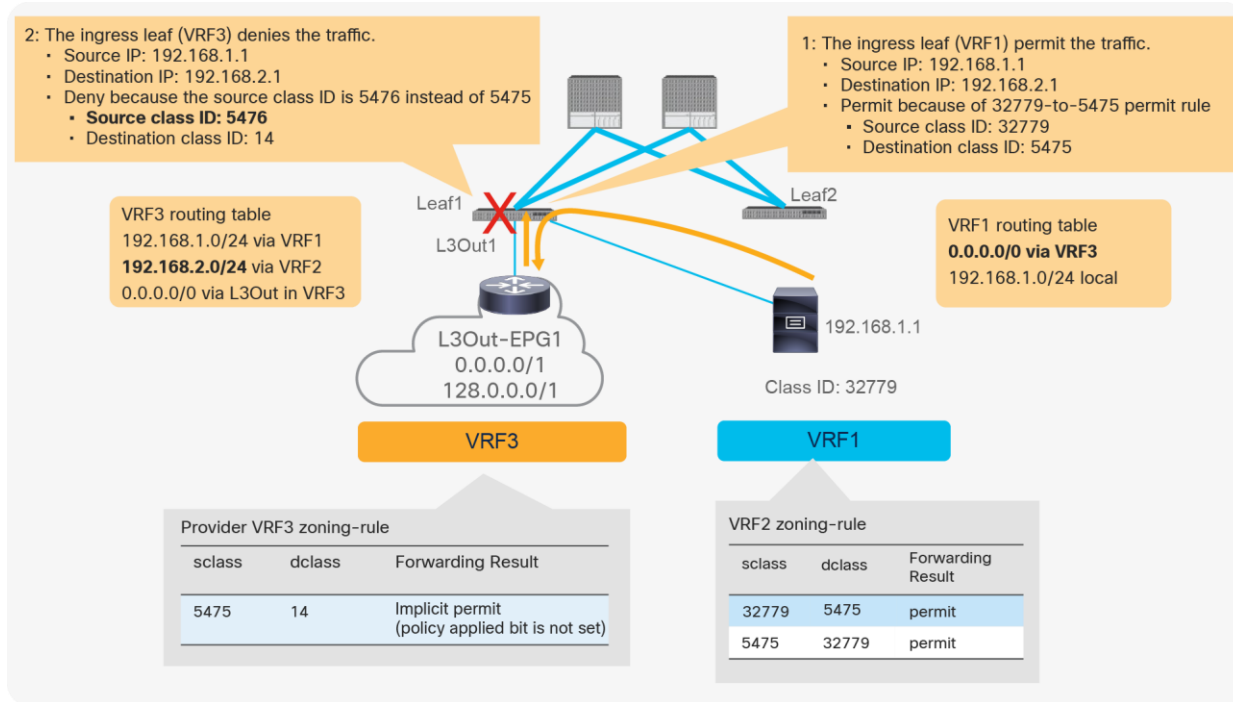 2: The ingress leaf (VRF3) denies the traffic.
• Source IP: 192.168.1.1
• Destination IP: 192.168.2.1
• Deny because the source class ID is 5476 instead of 5475
▪ Source class ID: 5476
▪ Destination class ID: 14
1: The ingress leaf (VRF1) permit the traffic.
• Source IP: 192.168.1.1
• Destination IP: 192.168.2.1
• Permit because of 32779-to-5475 permit rule
▪ Source class ID: 32779
▪ Destination class ID: 5475
Leaf1
Leaf2
VRF3 routing table
192.168.1.0/24 via VRF1
192.168.2.0/24 via VRF2
0.0.0.0/0 via L3Out in VRF3
L3Out1
VRF1 routing table
0.0.0.0/0 via VRF3
192.168.1.0/24 local
L3Out-EPG1
0.0.0.0/1
128.0.0.0/1
192.168.1.1
Class ID: 32779
VRF3
VRF1
Provider VRF3 zoning-rule
sclass dclass Forwarding Result
5475 14 Implicit permit
(policy applied bit is not set)
VRF2 zoning-rule
sclass dclass Forwarding
Result
32779 5475 permit
5475 32779 permit